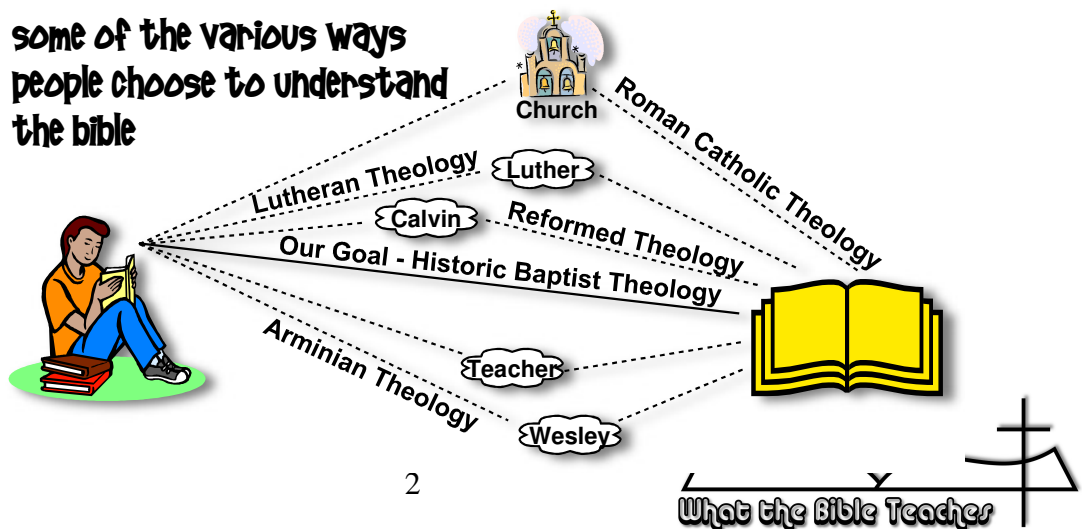 some of the various ways
people choose to understand
the bible
Church
Roman Catholic Theology
Lutheran Theology
Luther
Calvin
Reformed Theology
Our Goal - Historic Baptist Theology
Arminian Theology
Teacher
Wesley
2
What the Bible Teaches